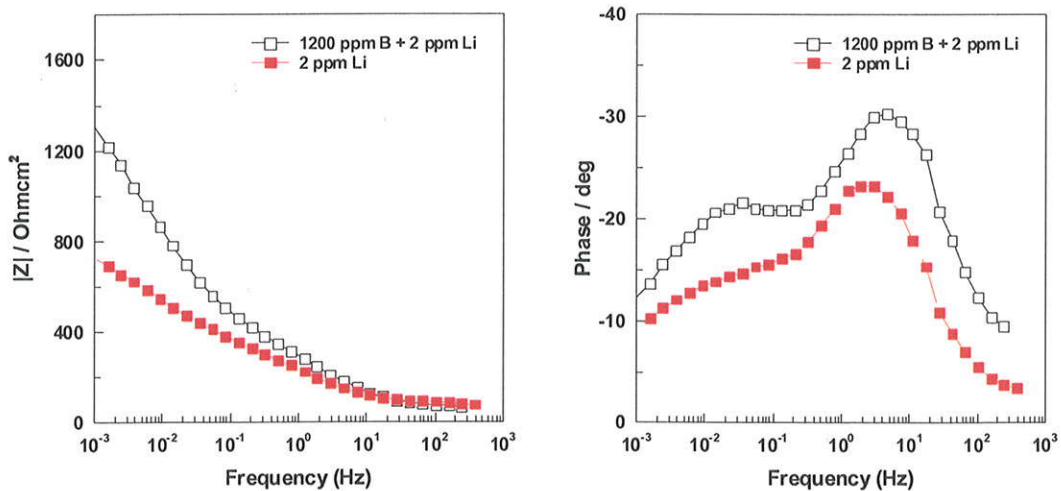 1600
1200
800
400
0
|Z| / Ohmcm²
1200 ppm B + 2 ppm Li
2 ppm Li
10⁻³ 10⁻² 10⁻¹ 10⁰ 10¹ 10² 10³
Frequency (Hz)
-40
-30
-20
-10
0
Phase / deg
1200 ppm B + 2 ppm Li
2 ppm Li
10⁻³ 10⁻² 10⁻¹ 10⁰ 10¹ 10² 10³
Frequency (Hz)